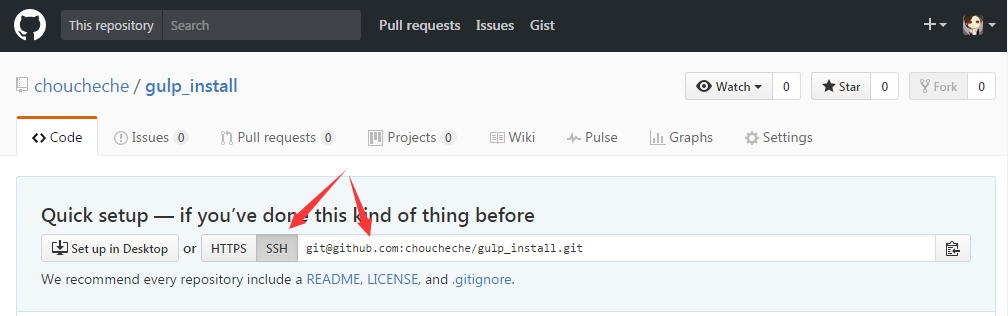 This repository Search Pull requests Issues Gist
choucheche / gulp_install Watch 0 Star 0 Fork 0
Code Issues 0 Pull requests 0 Projects 0 Wiki Pulse Graphs Settings
Quick setup — if you've done this kind of thing before
Set up in Desktop or HTTPS SSH git@github.com:choucheche/gulp_install.git
We recommend every repository include a README, LICENSE, and .gitignore.